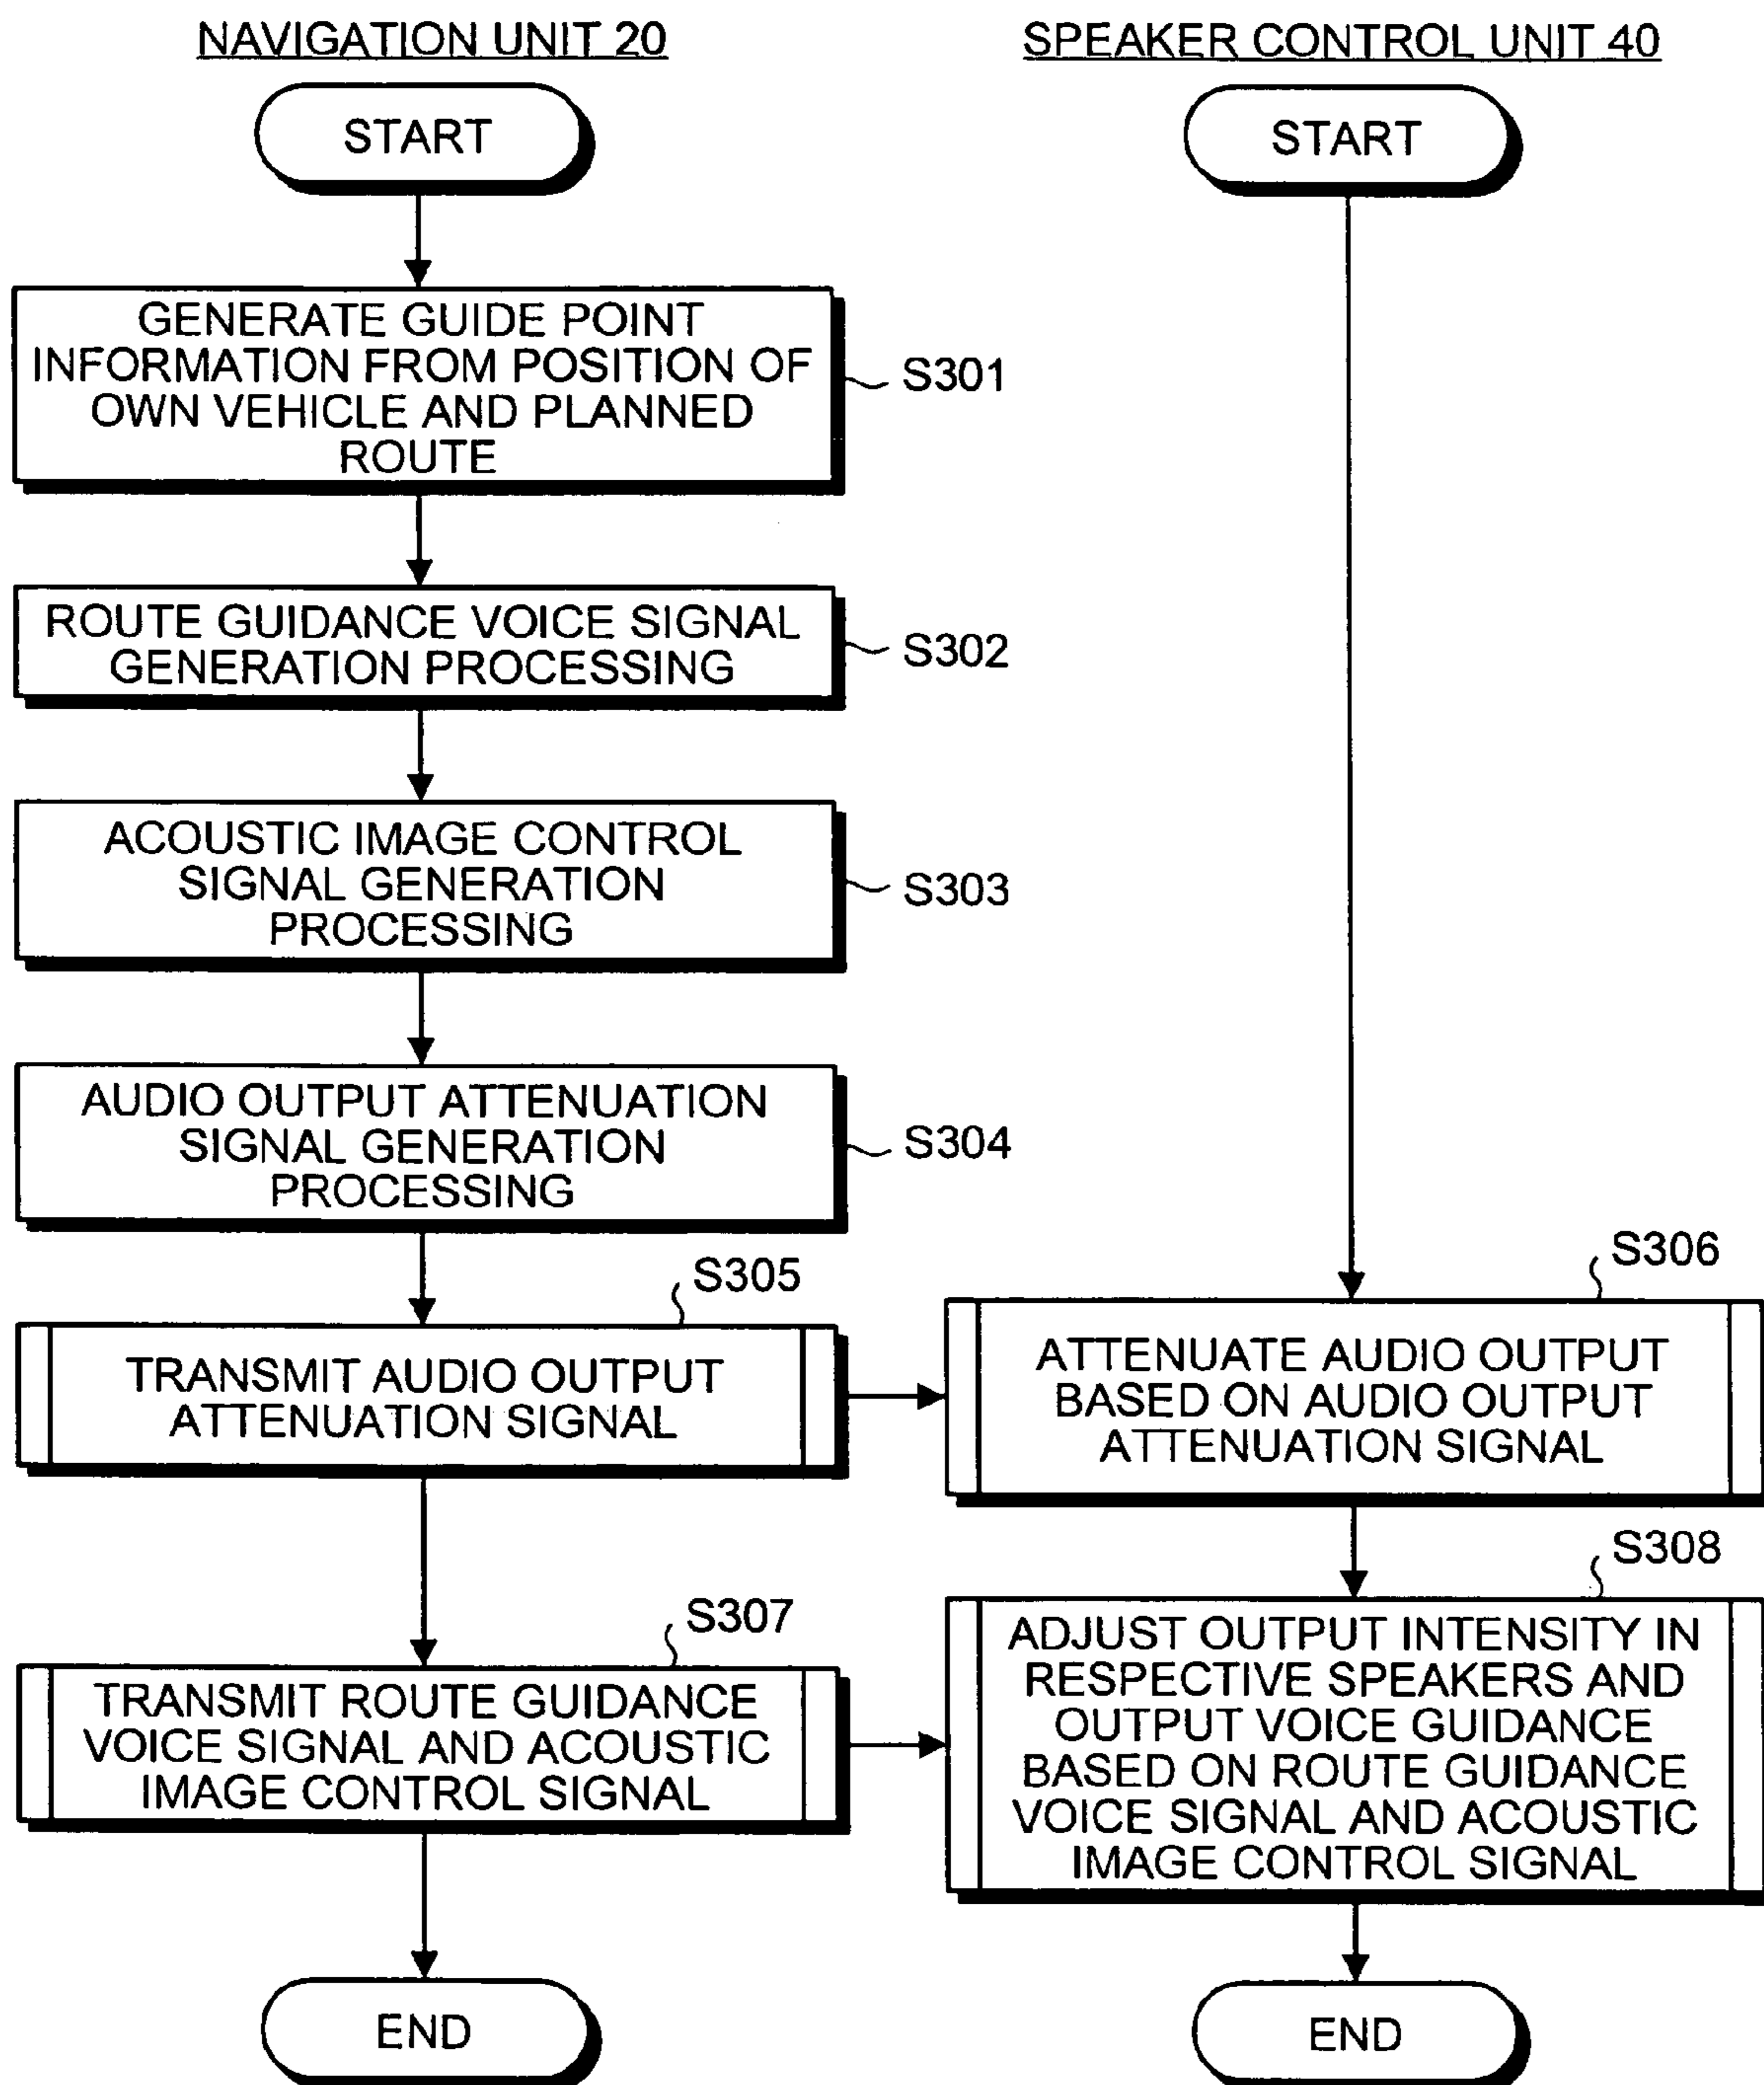 NAVIGATION UNIT 20
START
GENERATE GUIDE POINT
INFORMATION FROM POSITION OF
OWN VEHICLE AND PLANNED
ROUTE
S301
ROUTE GUIDANCE VOICE SIGNAL
GENERATION PROCESSING
S302
ACOUSTIC IMAGE CONTROL
SIGNAL GENERATION
PROCESSING
S303
AUDIO OUTPUT ATTENUATION
SIGNAL GENERATION
PROCESSING
S304
S305
TRANSMIT AUDIO OUTPUT
ATTENUATION SIGNAL
S307
TRANSMIT ROUTE GUIDANCE
VOICE SIGNAL AND ACOUSTIC
IMAGE CONTROL SIGNAL
END
SPEAKER CONTROL UNIT 40
START
S306
ATTENUATE AUDIO OUTPUT
BASED ON AUDIO OUTPUT
ATTENUATION SIGNAL
S308
ADJUST OUTPUT INTENSITY IN
RESPECTIVE SPEAKERS AND
OUTPUT VOICE GUIDANCE
BASED ON ROUTE GUIDANCE
VOICE SIGNAL AND ACOUSTIC
IMAGE CONTROL SIGNAL
END